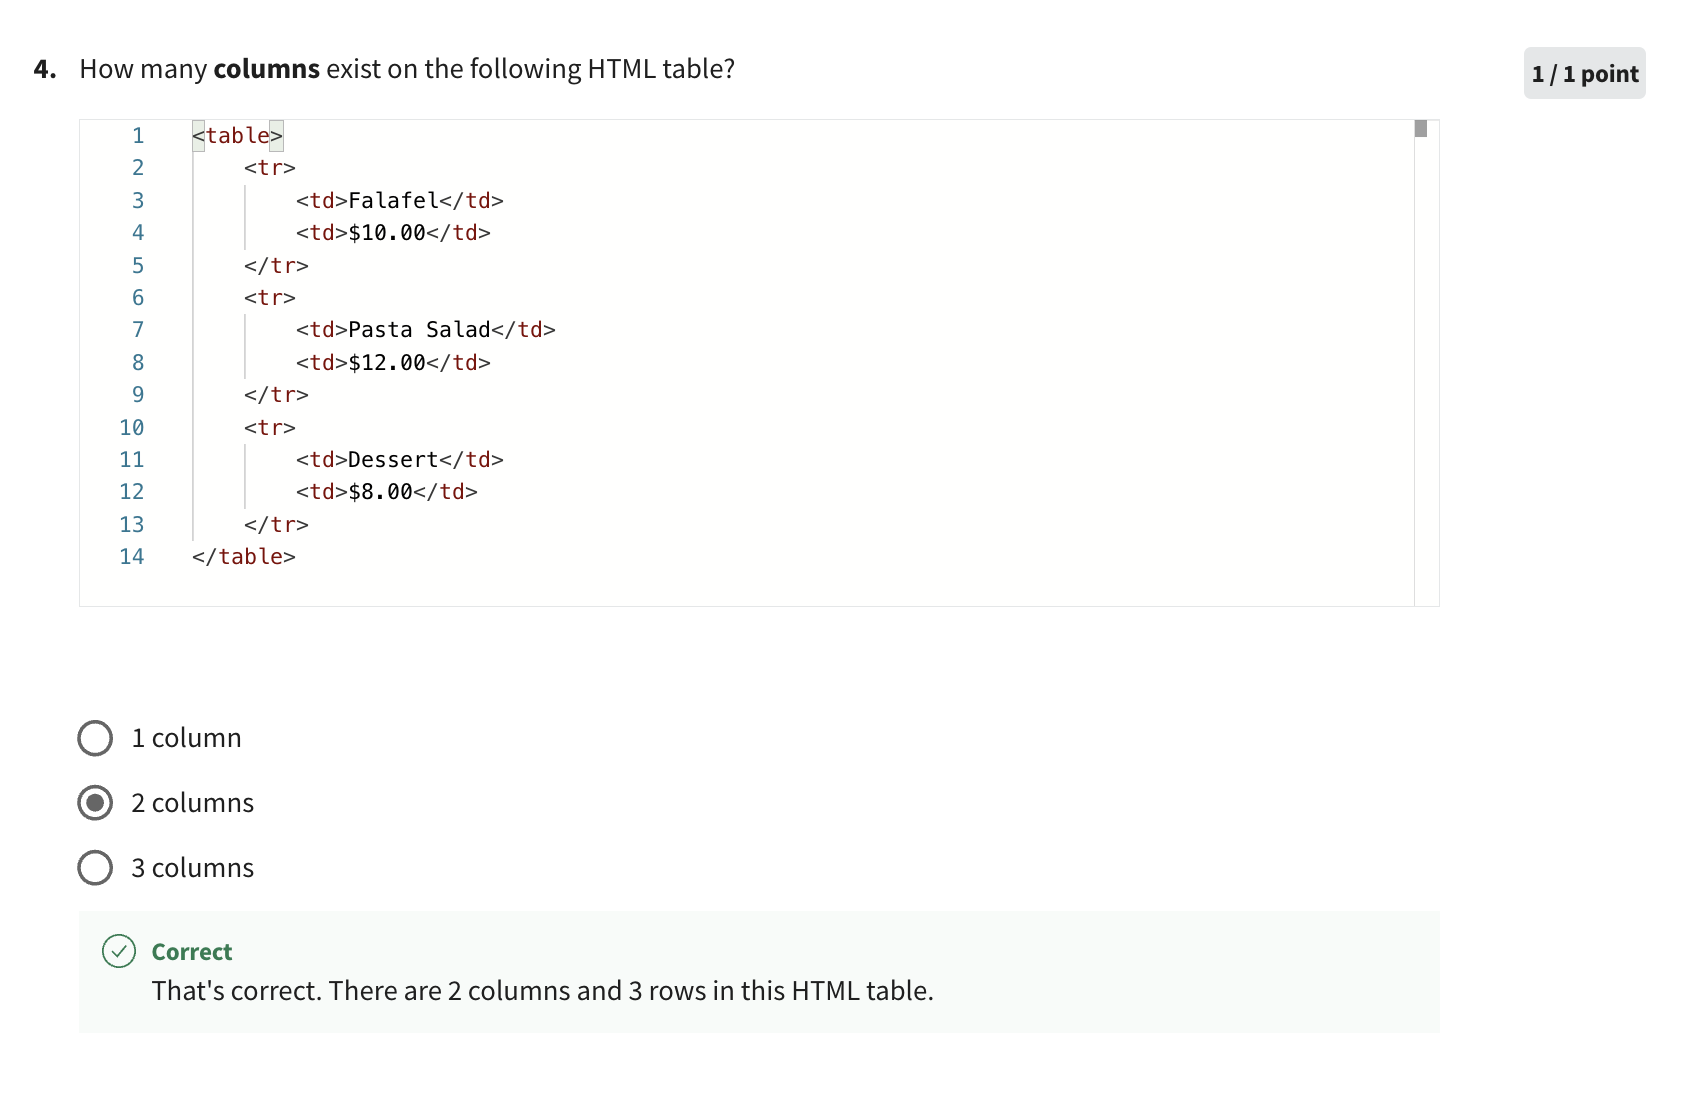 4. How many columns exist on the following HTML table?
1 / 1 point
1 <table>
2 <tr>
3 <td>Falafel</td>
4 <td>$10.00</td>
5 </tr>
6 <tr>
7 <td>Pasta Salad</td>
8 <td>$12.00</td>
9 </tr>
10 <tr>
11 <td>Dessert</td>
12 <td>$8.00</td>
13 </tr>
14 </table>
1 column
2 columns
3 columns
Correct
That's correct. There are 2 columns and 3 rows in this HTML table.